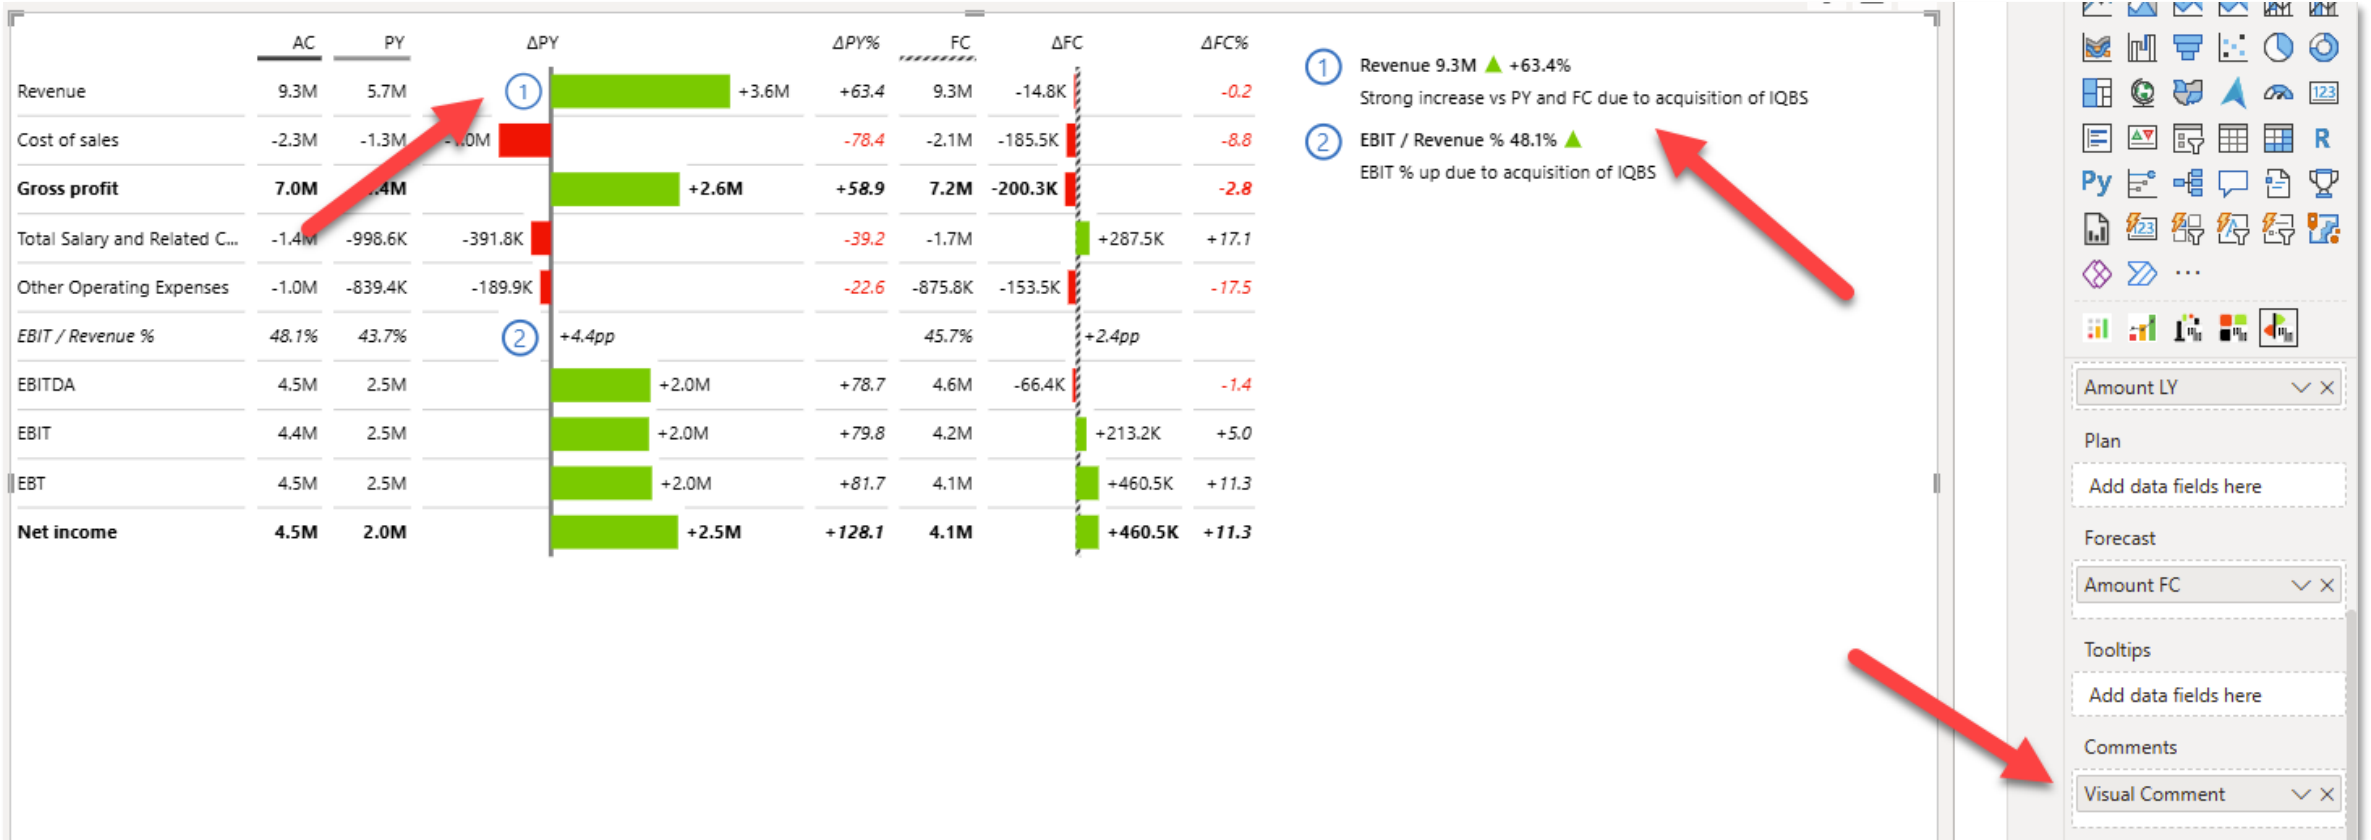 AC PY ΔPY ΔPY% FC ΔFC ΔFC%
Revenue 9.3M 5.7M 1 +3.6M +63.4 9.3M -14.8K -0.2
Cost of sales -2.3M -1.3M -78.4 -2.1M -185.5K -8.8
Gross profit 7.0M +2.6M +58.9 7.2M -200.3K -2.8
Total Salary and Related C... -1.4M -998.6K -391.8K -39.2 -1.7M +287.5K +17.1
Other Operating Expenses -1.0M -839.4K -189.9K -22.6 -875.8K -153.5K -17.5
EBIT / Revenue % 48.1% 43.7% 2 +4.4pp 45.7% +2.4pp
EBITDA 4.5M 2.5M +2.0M +78.7 4.6M -66.4K -1.4
EBIT 4.4M 2.5M +2.0M +79.8 4.2M +213.2K +5.0
EBT 4.5M 2.5M +2.0M +81.7 4.1M +460.5K +11.3
Net income 4.5M 2.0M +2.5M +128.1 4.1M +460.5K +11.3
1 Revenue 9.3M ▲ +63.4%
Strong increase vs PY and FC due to acquisition of IQBS
2 EBIT / Revenue % 48.1% ▲
EBIT % up due to acquisition of IQBS
123
R
Py
123
...
Amount LY
Plan
Add data fields here
Forecast
Amount FC
Tooltips
Add data fields here
Comments
Visual Comment